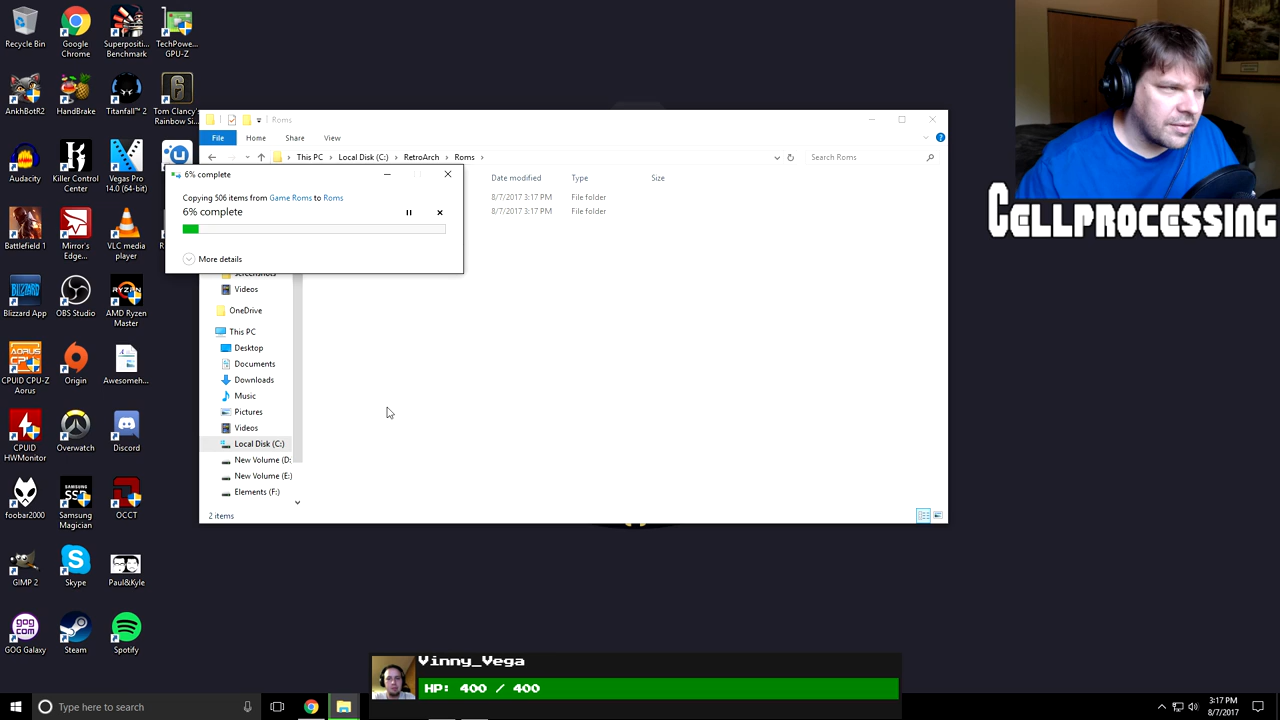 Recycle Bin
Google Chrome
Superpositi... Benchmark
TechPowe... GPU-Z
AnkhBotR2
HandBrake
Titanfall™ 2
Tom Clancy' Rainbow Si...
Audacity
Killer Control Center
Vegas Pro 14.0 (64-bit)
Battlefield 1
Mirror's Edge...
VLC media player
Blizzard App
OBS Studio
AMD Ryzen Master
CPUID CPU-Z Aorus
Origin
Awesomeh...
CPUID HWMonitor
Overwatch
Discord
foobar2000
Samsung Magician
OCCT
GIMP 2
Skype
Paul&Kyle
GOG Galaxy
Steam
Spotify
Roms
File Home Share View
This PC Local Disk (C:) RetroArch Roms
Search Roms
Date modified Type Size
8/7/2017 3:17 PM File folder
8/7/2017 3:17 PM File folder
6% complete
Copying 506 items from Game Roms to Roms
6% complete
More details
Videos
OneDrive
This PC
Desktop
Documents
Downloads
Music
Pictures
Videos
Local Disk (C:)
New Volume (D:
New Volume (E:)
Elements (F:)
2 items
Cellprocessing
Vinny_Vega
HP: 400 / 400
Type here to search
3:17 PM
8/7/2017